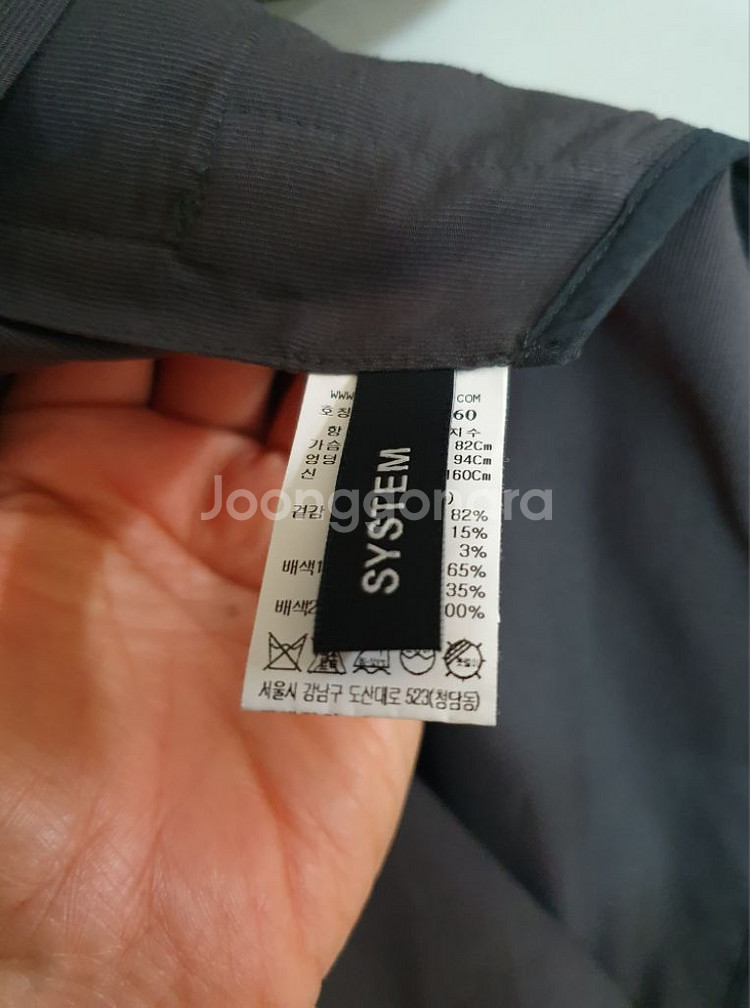 WWW COM
호칭 60
항 지수
가슴 82Cm
엉덩 94Cm
신 160Cm
)
겉감 82%
15%
3%
배색1 65%
35%
배색2 00%
SYSTEM
서울시 강남구 도산대로 523(청담동)
Joonggonara